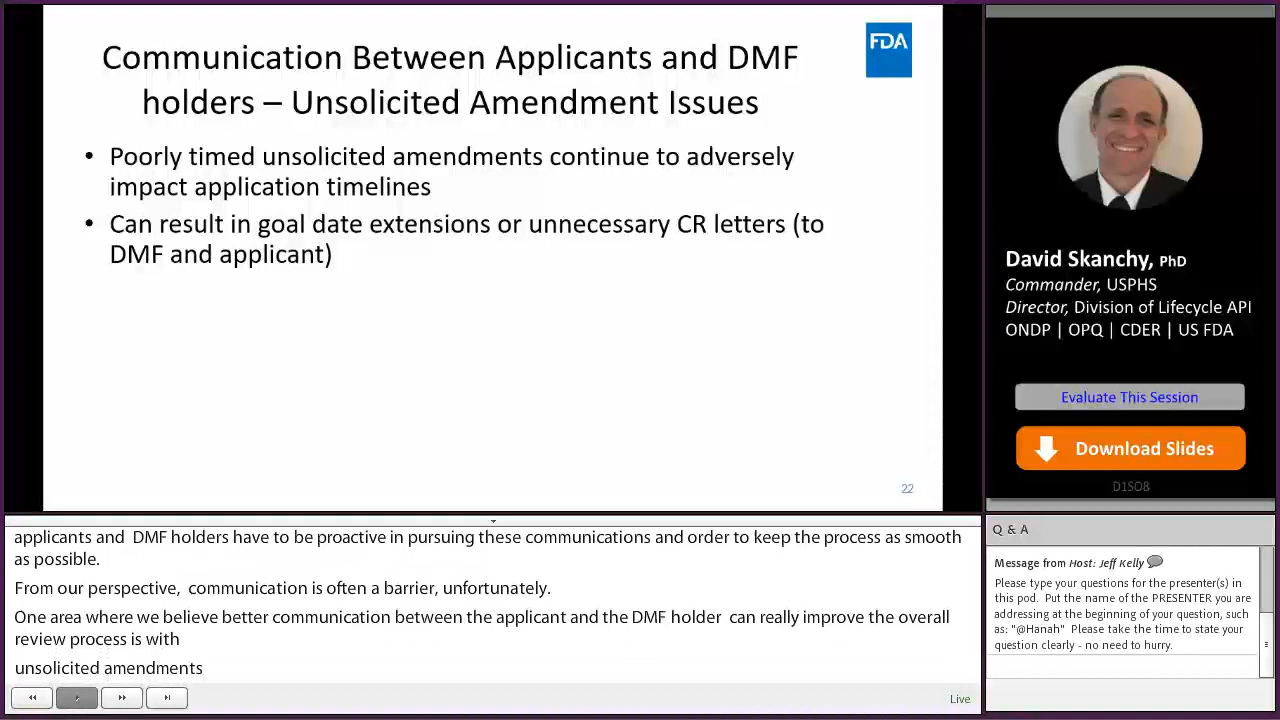 Communication Between Applicants and DMF
holders – Unsolicited Amendment Issues
FDA
• Poorly timed unsolicited amendments continue to adversely
impact application timelines
• Can result in goal date extensions or unnecessary CR letters (to
DMF and applicant)
22
David Skanchy, PhD
Commander, USPHS
Director, Division of Lifecycle API
ONDP | OPQ | CDER | US FDA
Evaluate This Session
Download Slides
D1S08
applicants and DMF holders have to be proactive in pursuing these communications and order to keep the process as smooth
as possible.
From our perspective, communication is often a barrier, unfortunately.
One area where we believe better communication between the applicant and the DMF holder can really improve the overall
review process is with
unsolicited amendments
Live
Q & A
Message from Host: Jeff Kelly
Please type your questions for the presenter(s) in
this pod. Put the name of the PRESENTER you are
addressing at the beginning of your question, such
as: "@Hanah" Please take the time to state your
question clearly - no need to hurry.